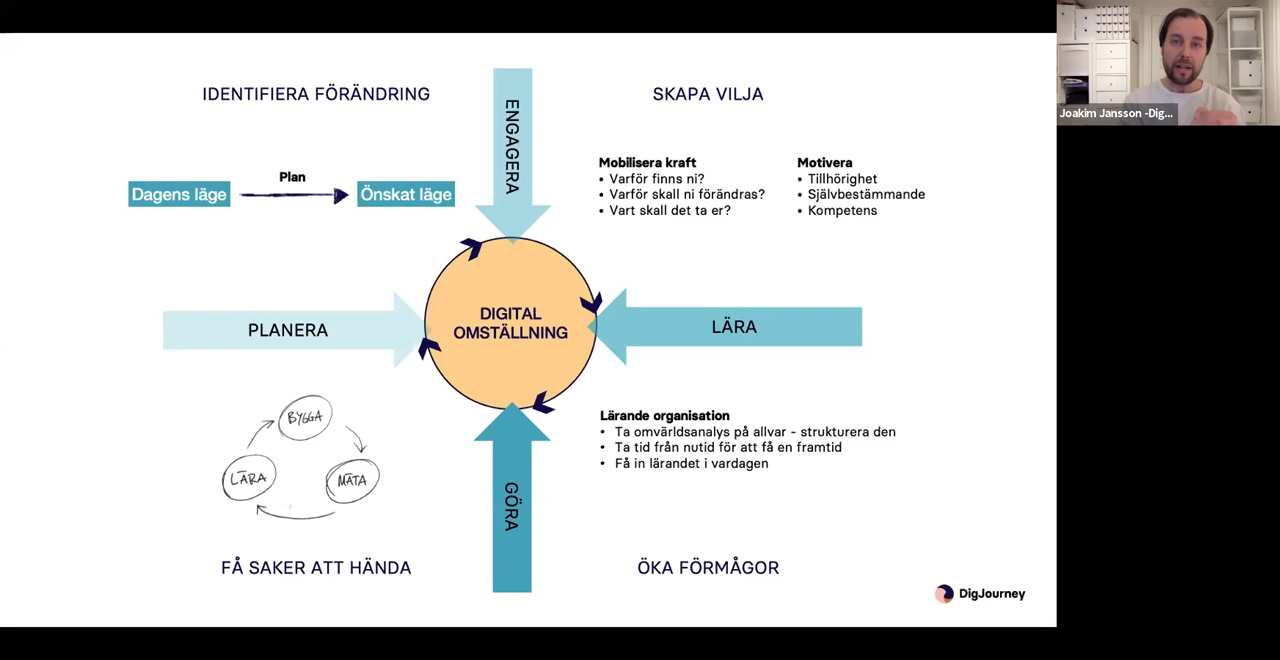 IDENTIFIERA FÖRÄNDRING
SKAPA VILJA
ENGAGERA
Joakim Jansson -Dig...
Plan
Dagens läge
Önskat läge
Mobilisera kraft
• Varför finns ni?
• Varför skall ni förändras?
• Vart skall det ta er?
Motivera
• Tillhörighet
• Självbestämmande
• Kompetens
PLANERA
DIGITAL
OMSTÄLLNING
LÄRA
BYGGA
LÄRA
MÄTA
GÖRA
Lärande organisation
• Ta omvärldsanalys på allvar - strukturera den
• Ta tid från nutid för att få en framtid
• Få in lärandet i vardagen
FÅ SAKER ATT HÄNDA
ÖKA FÖRMÅGOR
DigJourney